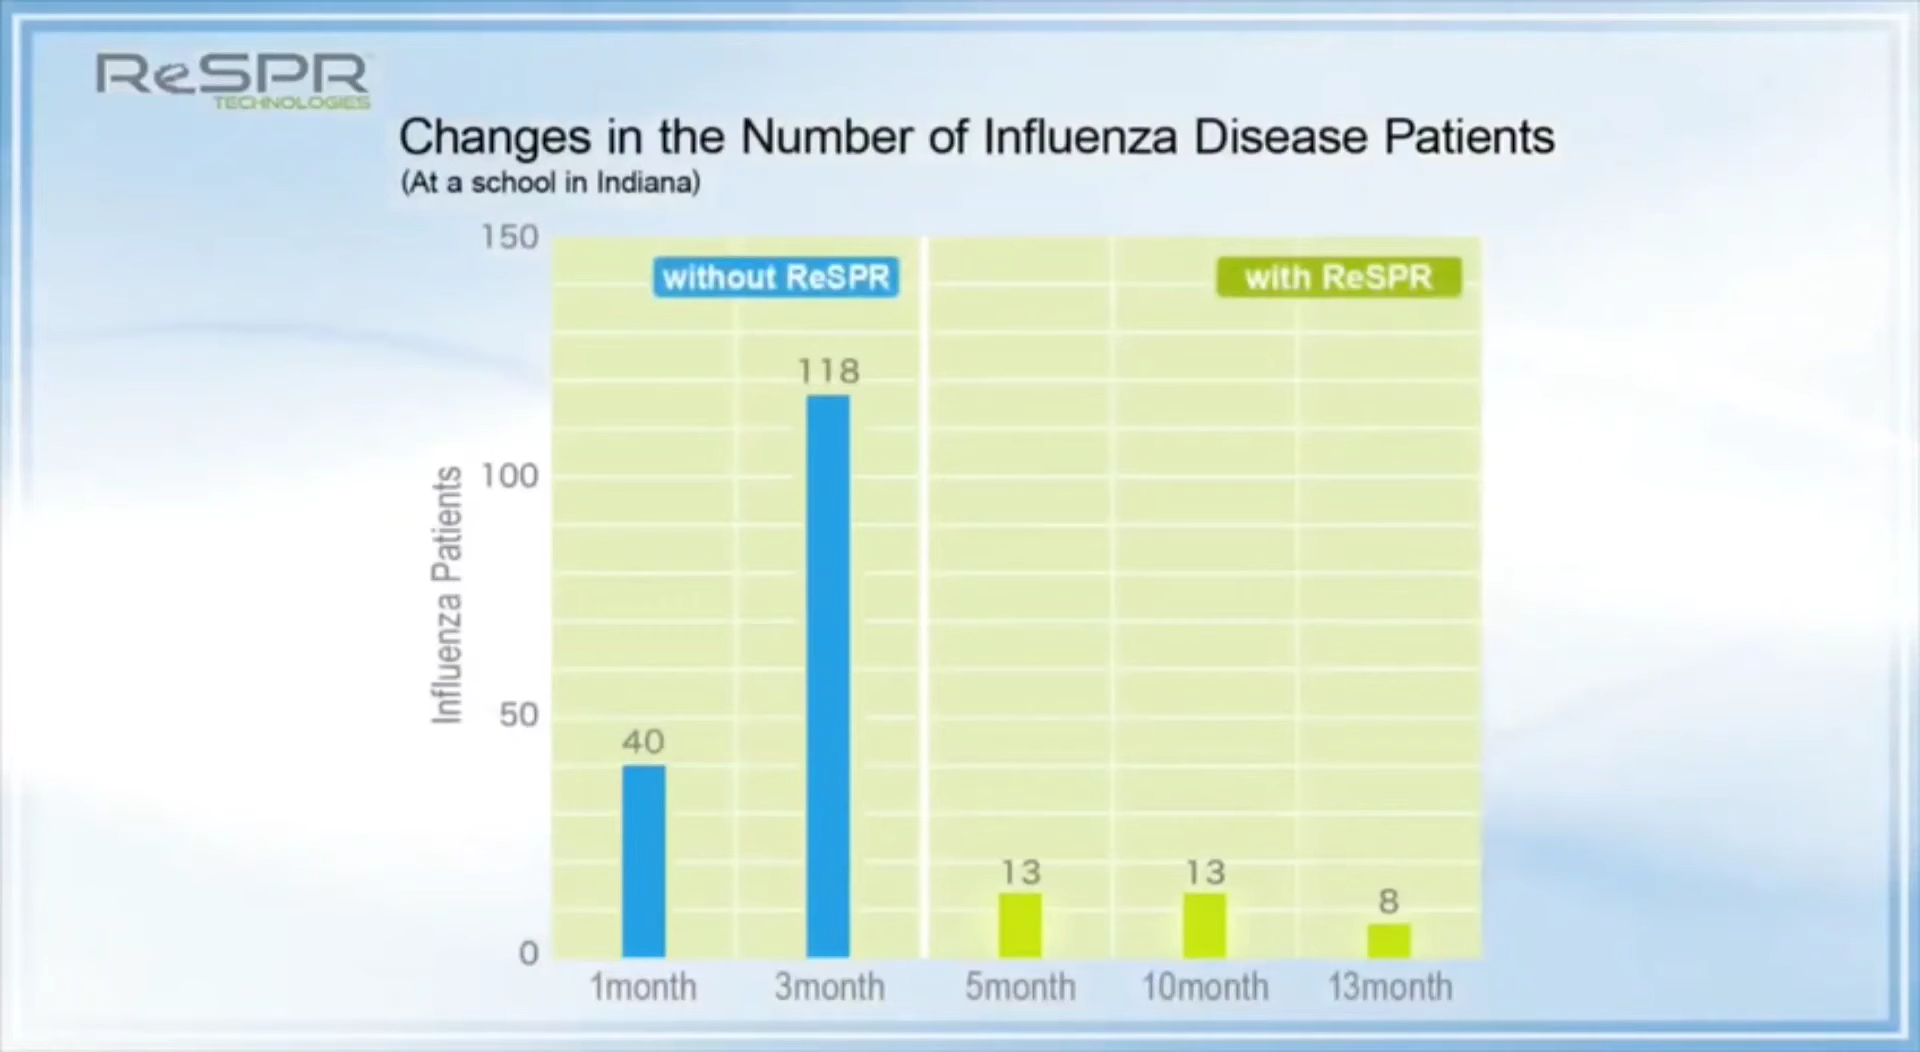 ReSPR
TECHNOLOGIES
Changes in the Number of Influenza Disease Patients
(At a school in Indiana)
150
without ReSPR
with ReSPR
118
100
Influenza Patients
50
40
13
13
8
0
1month
3month
5month
10month
13month